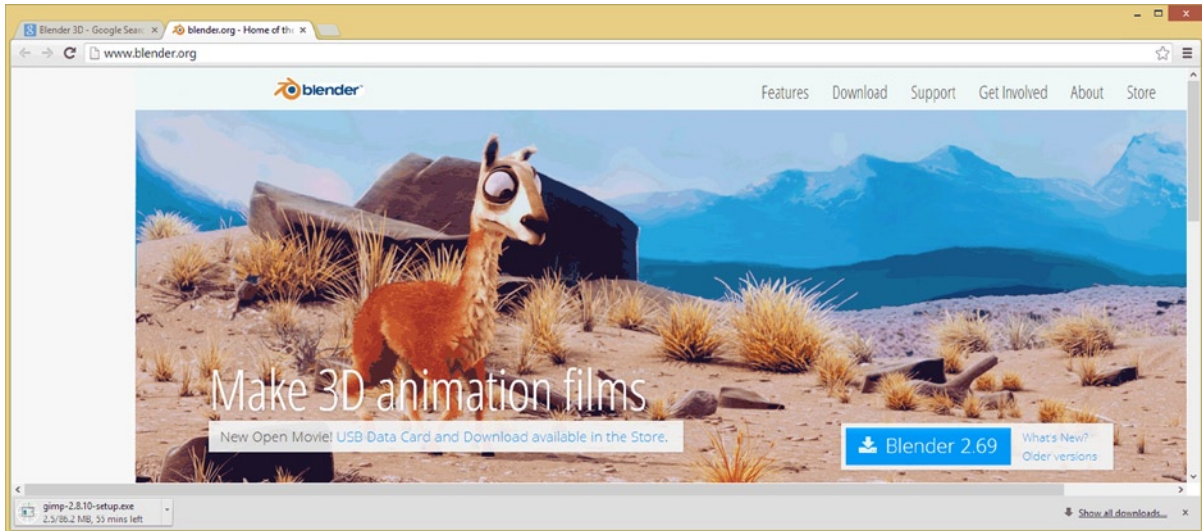 Blender 3D - Google Searc
blender.org - Home of the
www.blender.org
blender
Features Download Support Get Involved About Store
Make 3D animation films
New Open Movie! USB Data Card and Download available in the Store.
Blender 2.69
What's New?
Older versions
gimp-2.8.10-setup.exe
2.5/86.2 MB, 55 mins left
Show all downloads...